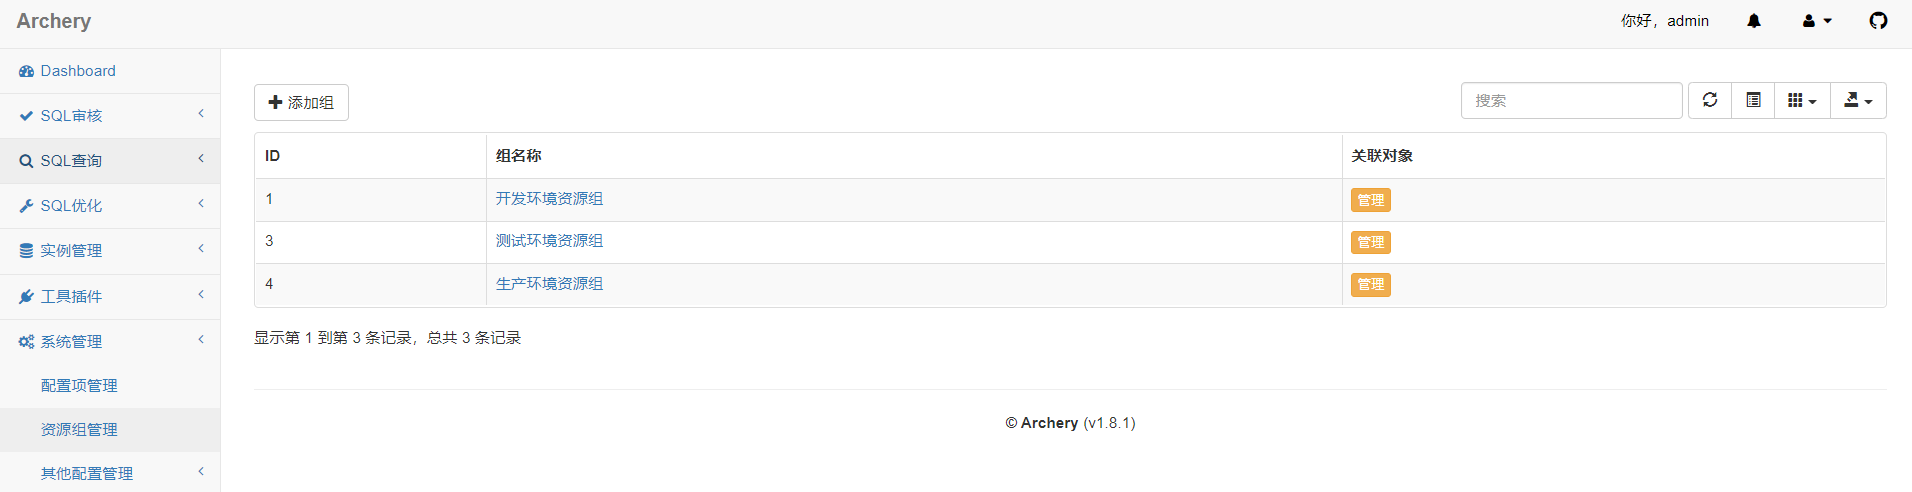 Archery
你好，admin
Dashboard
SQL审核
SQL查询
SQL优化
实例管理
工具插件
系统管理
配置项管理
资源组管理
其他配置管理
添加组
搜索
ID 组名称 关联对象
1 开发环境资源组 管理
3 测试环境资源组 管理
4 生产环境资源组 管理
显示第 1 到第 3 条记录，总共 3 条记录
© Archery (v1.8.1)